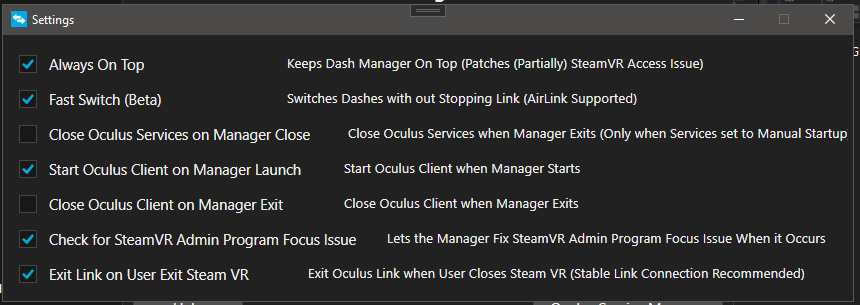 Settings
Always On Top Keeps Dash Manager On Top (Patches (Partially) SteamVR Access Issue)
Fast Switch (Beta) Switches Dashes with out Stopping Link (AirLink Supported)
Close Oculus Services on Manager Close Close Oculus Services when Manager Exits (Only when Services set to Manual Startup
Start Oculus Client on Manager Launch Start Oculus Client when Manager Starts
Close Oculus Client on Manager Exit Close Oculus Client when Manager Exits
Check for SteamVR Admin Program Focus Issue Lets the Manager Fix SteamVR Admin Program Focus Issue When it Occurs
Exit Link on User Exit Steam VR Exit Oculus Link when User Closes Steam VR (Stable Link Connection Recommended)